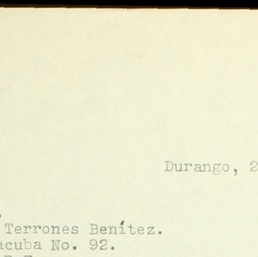 Durango, 2
Terrones Benítez.
acuba No. 92.